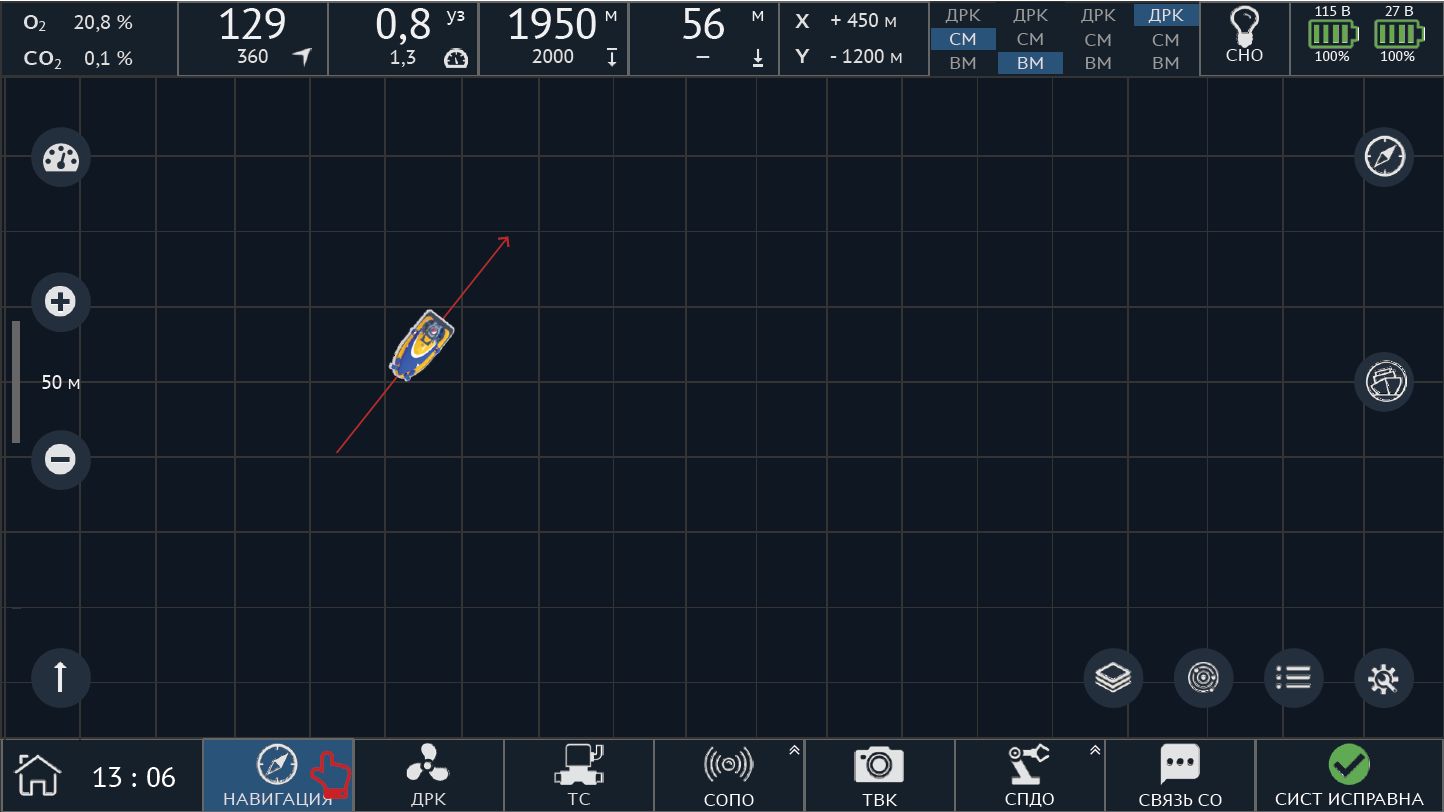 O₂ 20,8 %
CO₂ 0,1 %
129
360
0,8 уз
1,3
1950 м
2000
56 м
–
X + 450 м
Y - 1200 м
ДРК ДРК ДРК ДРК
СМ СМ СМ СМ
ВМ ВМ ВМ ВМ
СНО
115 В 27 В
100% 100%
50 м
13 : 06
НАВИГАЦИЯ
ДРК
ТС
СОПО
ТВК
СПДО
СВЯЗЬ СО
СИСТ ИСПРАВНА